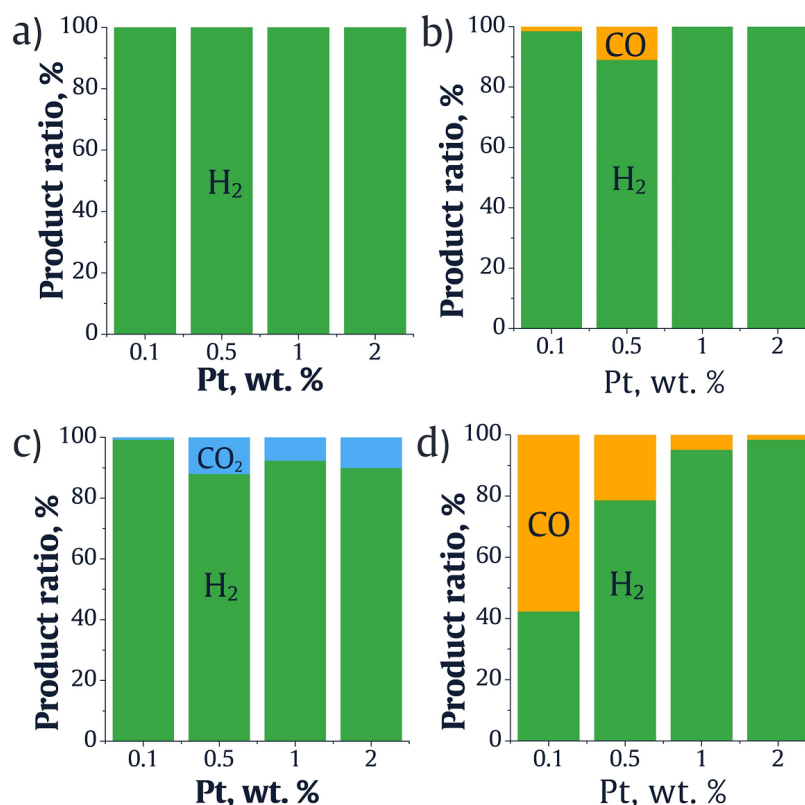 a)
Product ratio, %
100
80
60
40
20
0
H₂
0.1 0.5 1 2
Pt, wt. %
b)
Product ratio, %
100
80
60
40
20
0
CO
H₂
0.1 0.5 1 2
Pt, wt. %
c)
Product ratio, %
100
80
60
40
20
0
CO₂
H₂
0.1 0.5 1 2
Pt, wt. %
d)
Product ratio, %
100
80
60
40
20
0
CO
H₂
0.1 0.5 1 2
Pt, wt. %